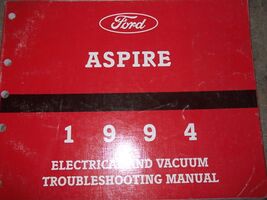 Ford
ASPIRE
1994
ELECTRICAL AND VACUUM
TROUBLESHOOTING MANUAL